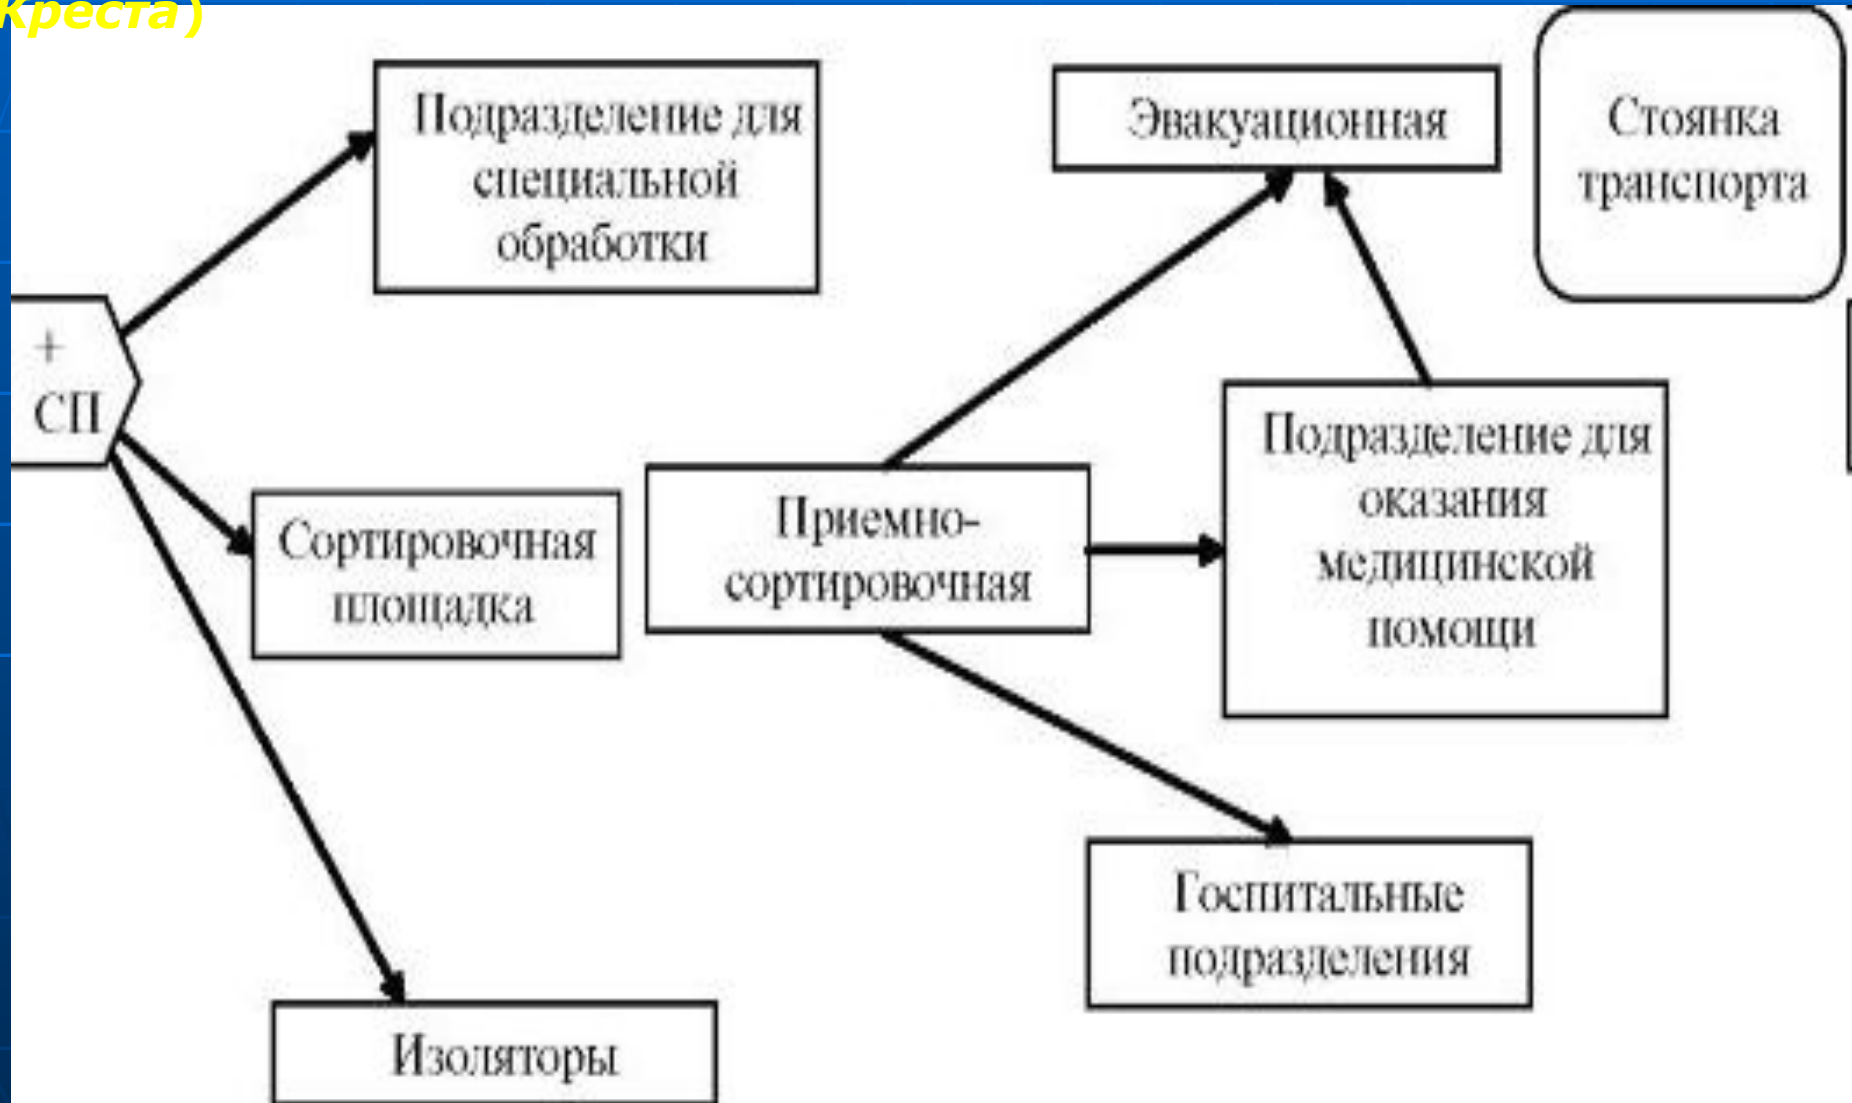 Креста)
Подразделение для
специальной
обработки
Эвакуационная
Стоянка
транспорта
+
СП
Сортировочная
площадка
Приемно-
сортировочная
Подразделение для
оказания
медицинской
помощи
Госпитальные
подразделения
Изоляторы